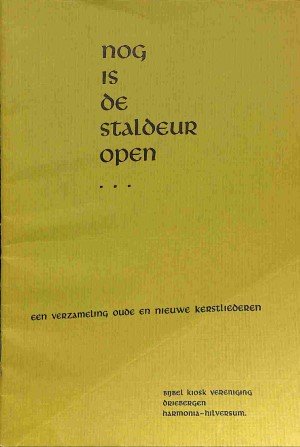 nog
is
de
staldeur
open
...
een verzameling oude en nieuwe kerstliederen
Bijbel Kiosk Vereniging
Driebergen
Harmonia-Hilversum.